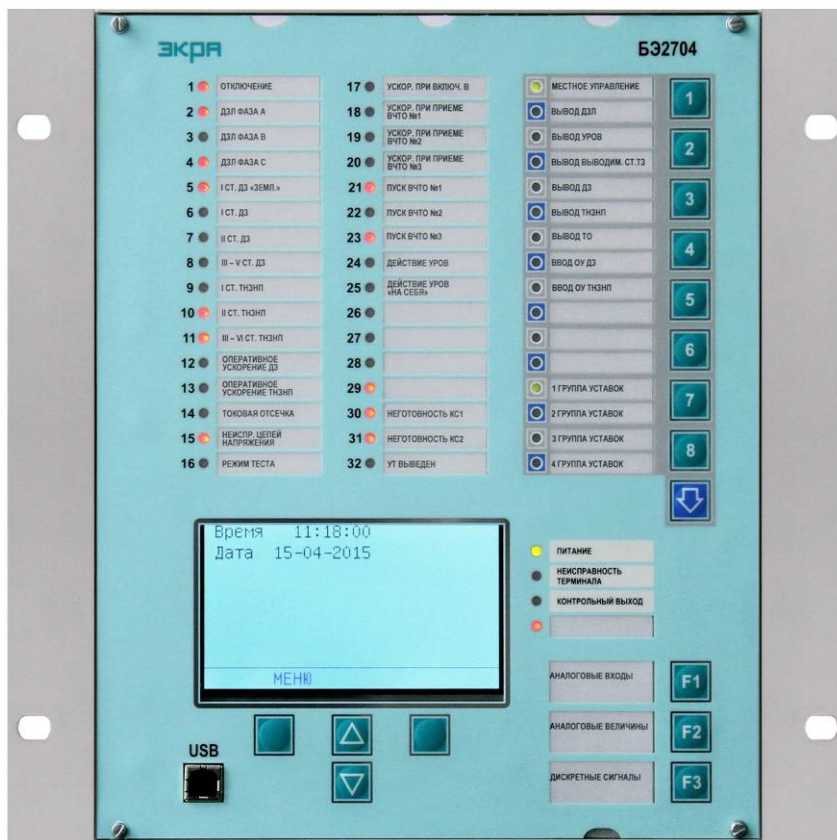 ЭКРА
БЭ2704
1 ОТКЛЮЧЕНИЕ
2 ДЗЛ ФАЗА А
3 ДЗЛ ФАЗА В
4 ДЗЛ ФАЗА С
5 I СТ. ДЗ «ЗЕМЛ.»
6 I СТ. ДЗ
7 II СТ. ДЗ
8 III – V СТ. ДЗ
9 I СТ. ТНЗНП
10 II СТ. ТНЗНП
11 III – VI СТ. ТНЗНП
12 ОПЕРАТИВНОЕ
УСКОРЕНИЕ ДЗ
13 ОПЕРАТИВНОЕ
УСКОРЕНИЕ ТНЗНП
14 ТОКОВАЯ ОТСЕЧКА
15 НЕИСПР. ЦЕПЕЙ
НАПРЯЖЕНИЯ
16 РЕЖИМ ТЕСТА
17 УСКОР. ПРИ ВКЛЮЧ. В
18 УСКОР. ПРИ ПРИЕМЕ
ВЧТО №1
19 УСКОР. ПРИ ПРИЕМЕ
ВЧТО №2
20 УСКОР. ПРИ ПРИЕМЕ
ВЧТО №3
21 ПУСК ВЧТО №1
22 ПУСК ВЧТО №2
23 ПУСК ВЧТО №3
24 ДЕЙСТВИЕ УРОВ
25 ДЕЙСТВИЕ УРОВ
«НА СЕБЯ»
26
27
28
29
30 НЕГОТОВНОСТЬ КС1
31 НЕГОТОВНОСТЬ КС2
32 УТ ВЫВЕДЕН
МЕСТНОЕ УПРАВЛЕНИЕ
ВЫВОД ДЗЛ
ВЫВОД УРОВ
ВЫВОД ВЫВОДИМ. СТ.ТЗ
ВЫВОД ДЗ
ВЫВОД ТНЗНП
ВЫВОД ТО
ВВОД ОУ ДЗ
ВВОД ОУ ТНЗНП
1 ГРУППА УСТАВОК
2 ГРУППА УСТАВОК
3 ГРУППА УСТАВОК
4 ГРУППА УСТАВОК
1
2
3
4
5
6
7
8
Время 11:18:00
Дата 15-04-2015
МЕНЮ
ПИТАНИЕ
НЕИСПРАВНОСТЬ
ТЕРМИНАЛА
КОНТРОЛЬНЫЙ ВЫХОД
АНАЛОГОВЫЕ ВХОДЫ F1
АНАЛОГОВЫЕ ВЕЛИЧИНЫ F2
ДИСКРЕТНЫЕ СИГНАЛЫ F3
USB